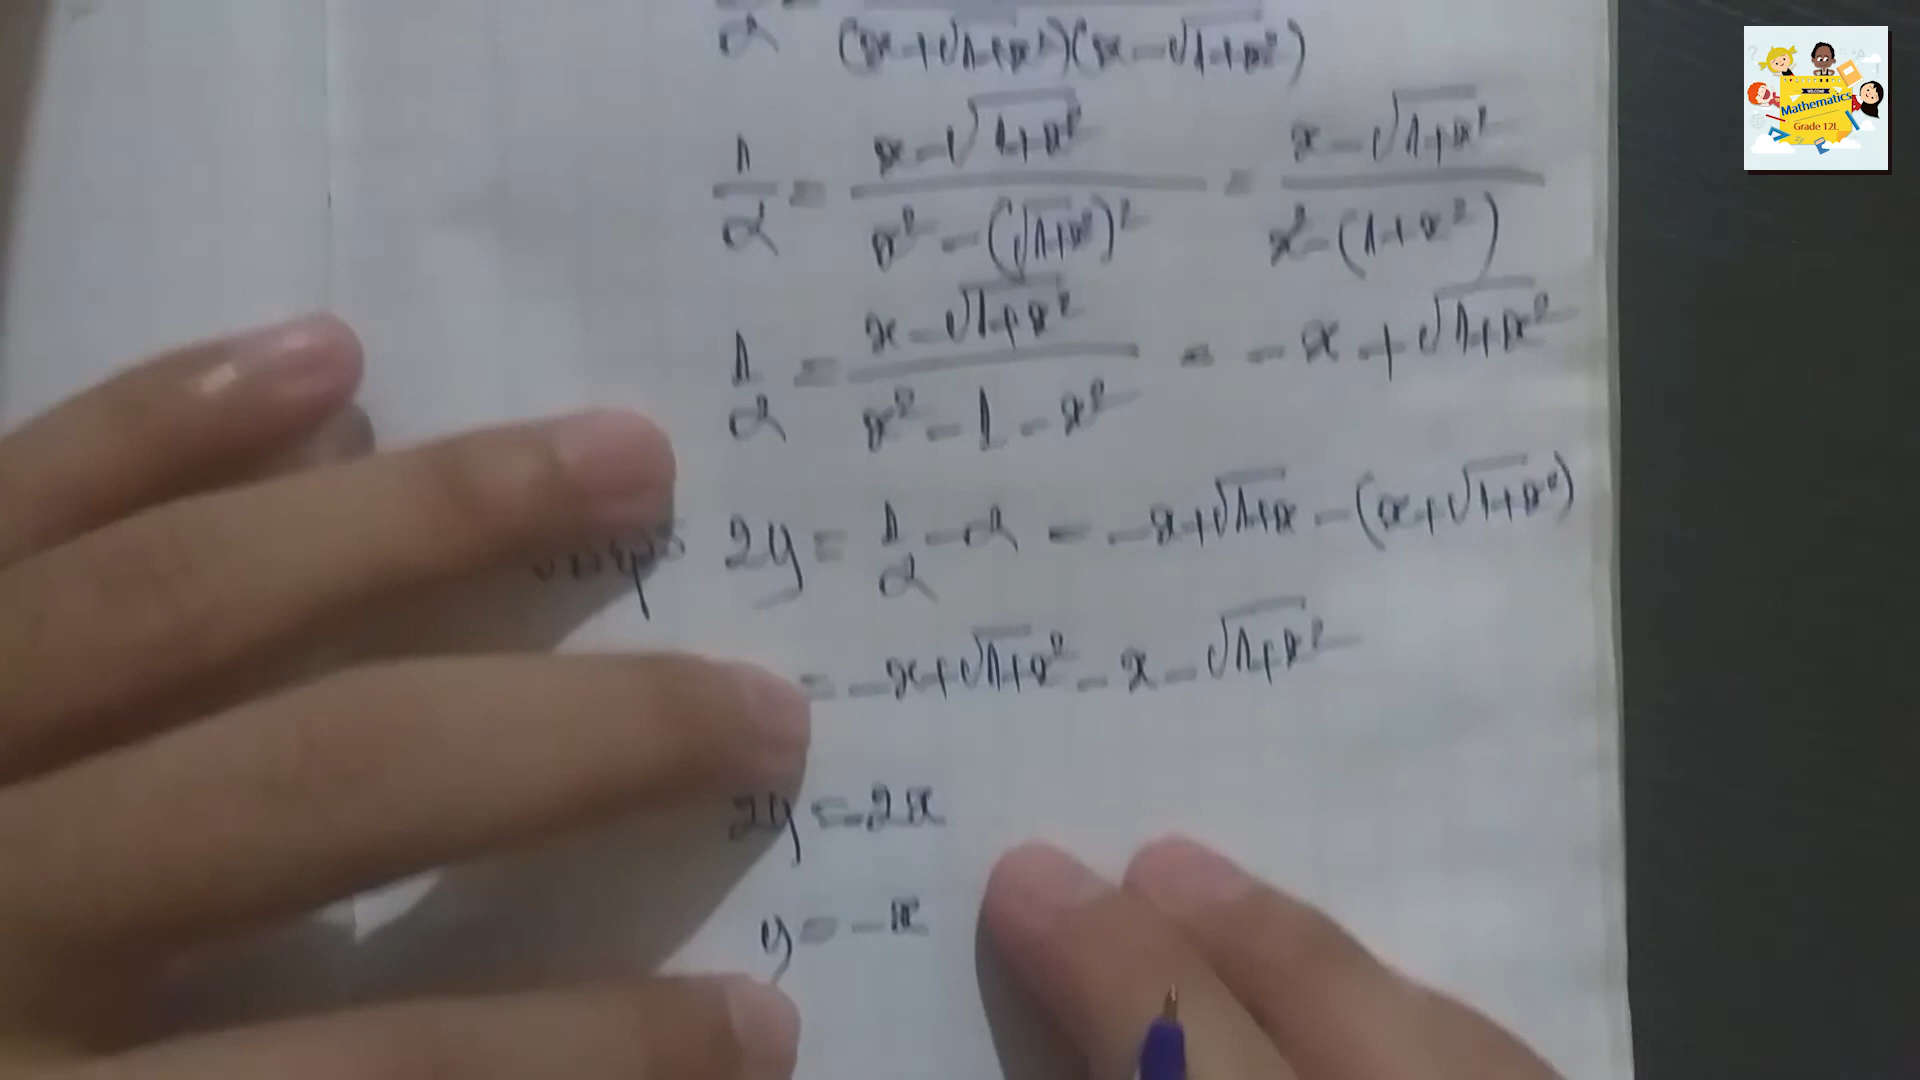 α (x+√1+x²)(x-√1+x²)
1/α = x-√1+x² / x²-(√1+x²)² = x-√1+x² / x²-(1+x²)
1/α = x-√1+x² / x²-1-x² = -x+√1+x²
2y = 1/α - α = -x+√1+x - (x+√1+x²)
= -x+√1+x² - x - √1+x²
2y = -2x
y = -x
WELCOME
Mathematics
Grade 12L